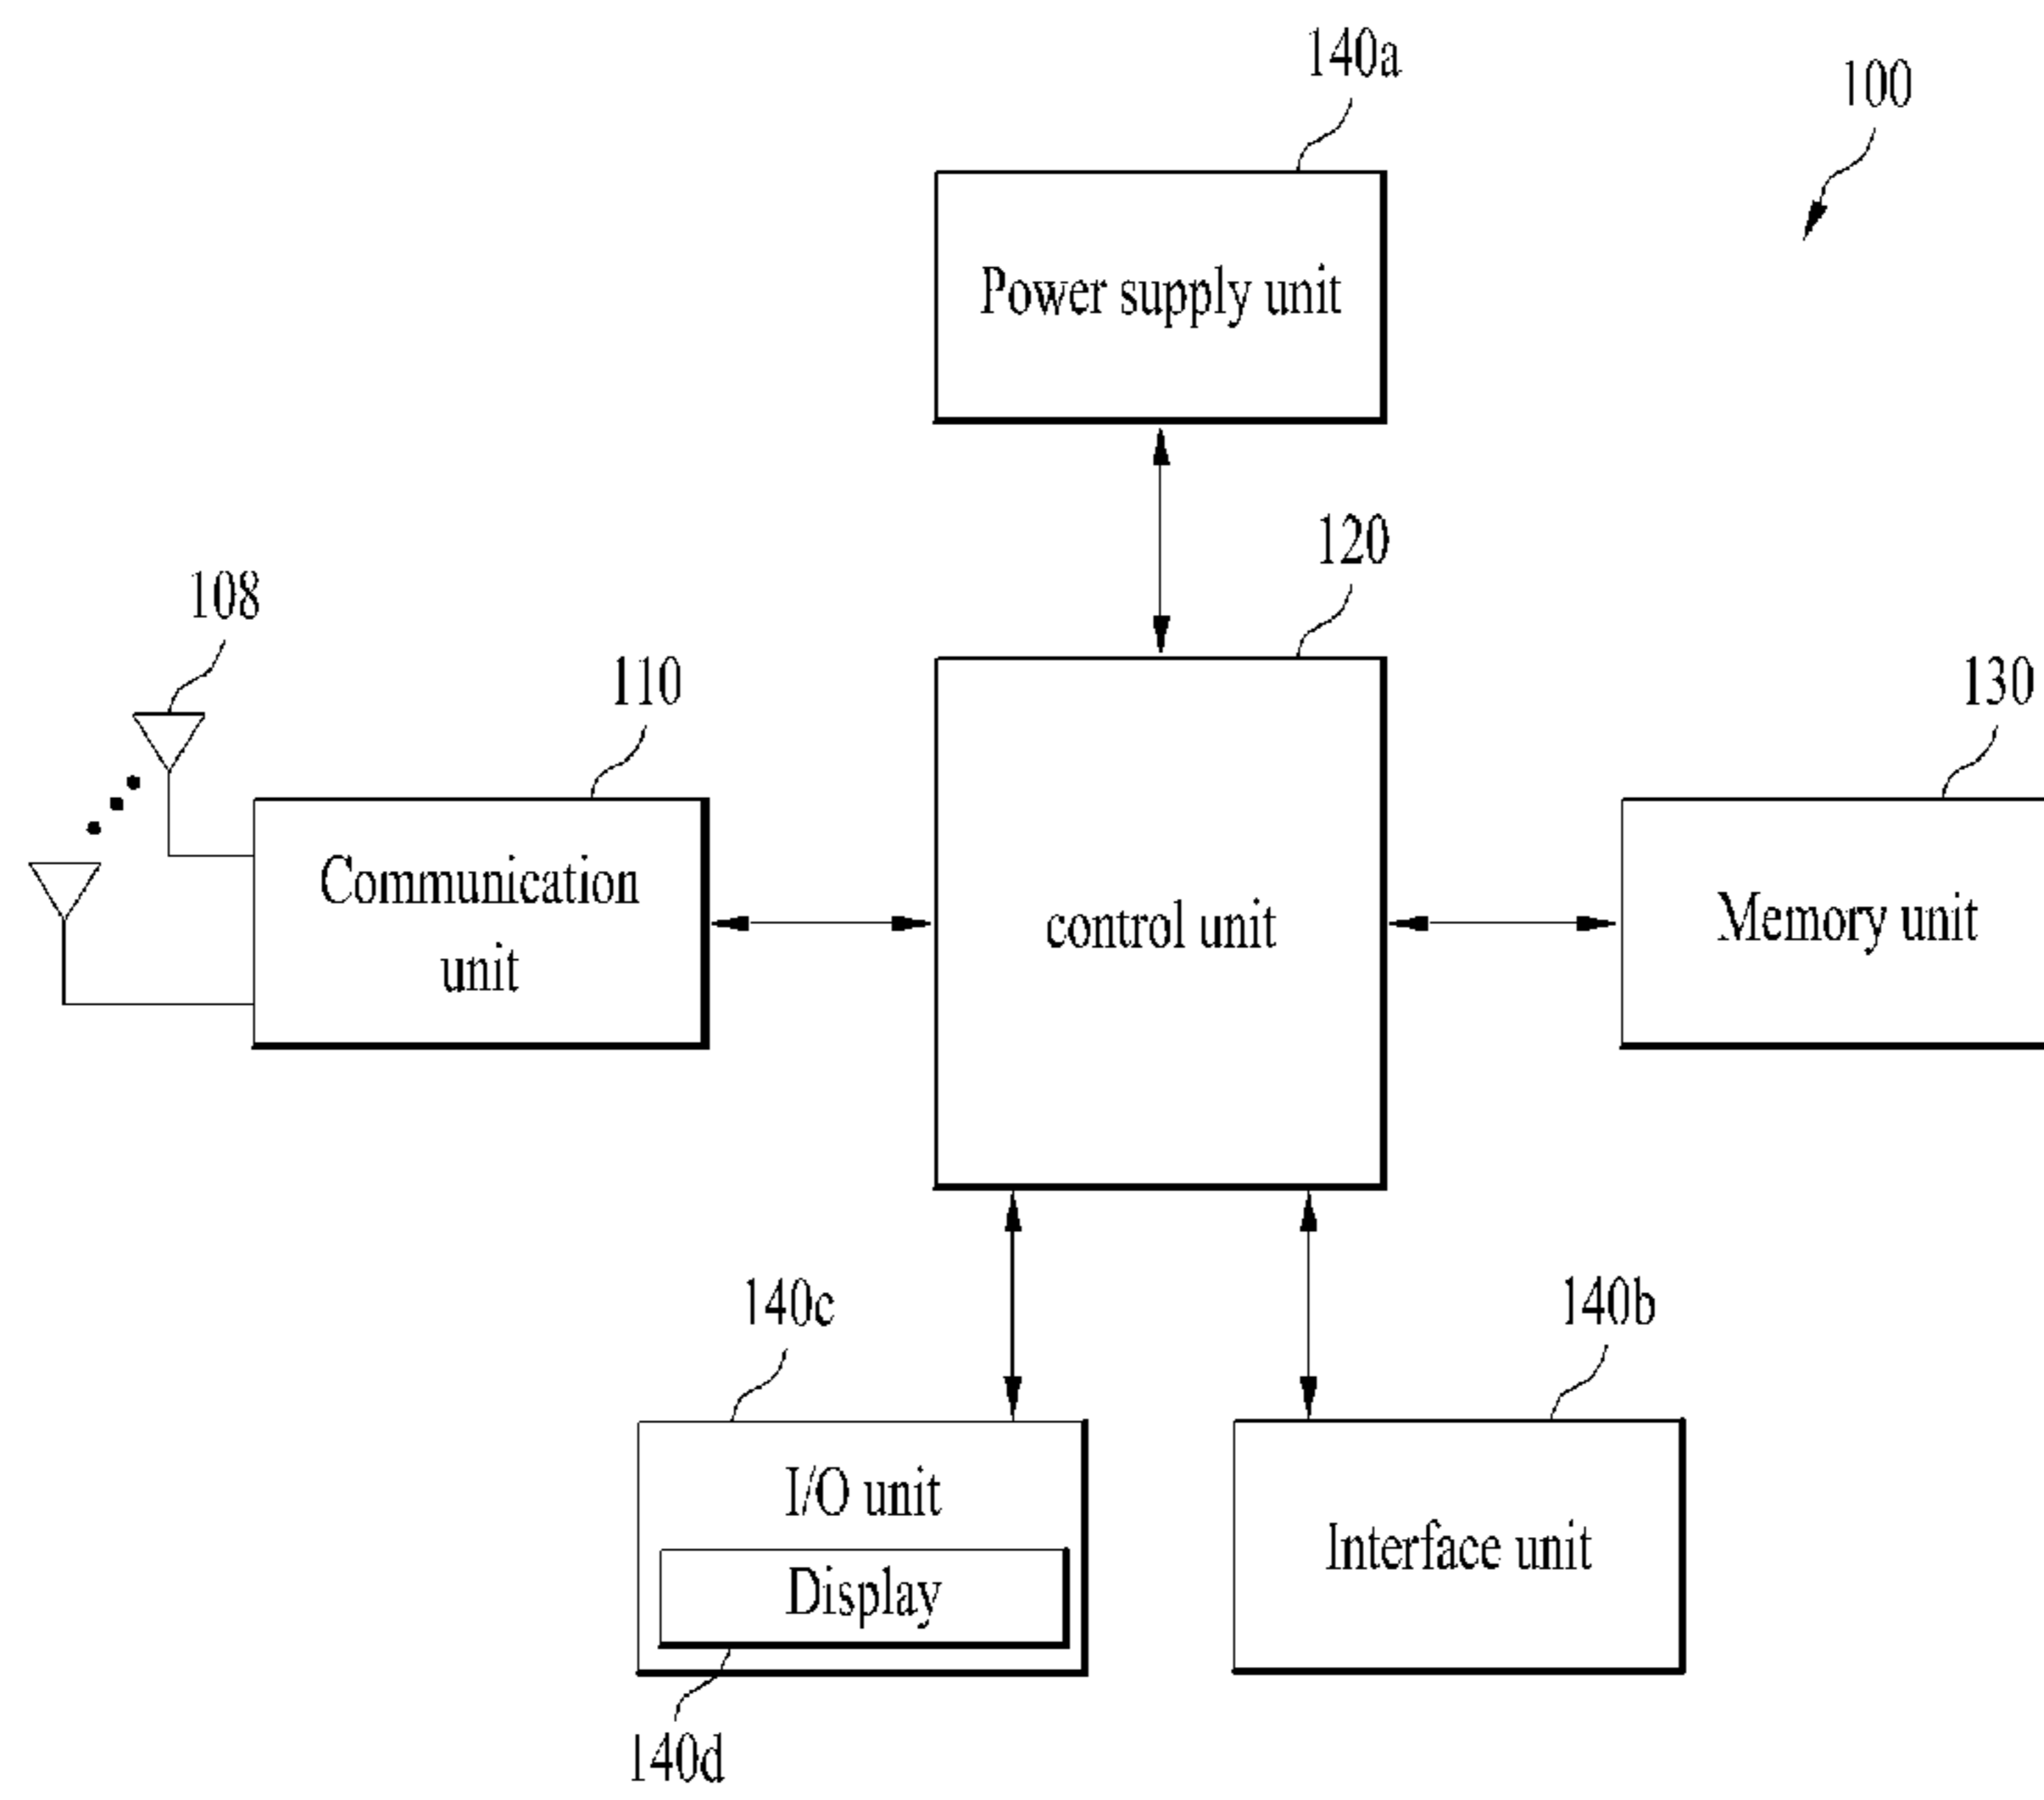 140a
100
Power supply unit
120
108
110
130
Communication
unit
control unit
Memory unit
140c
140b
I/O unit
Display
Interface unit
140d